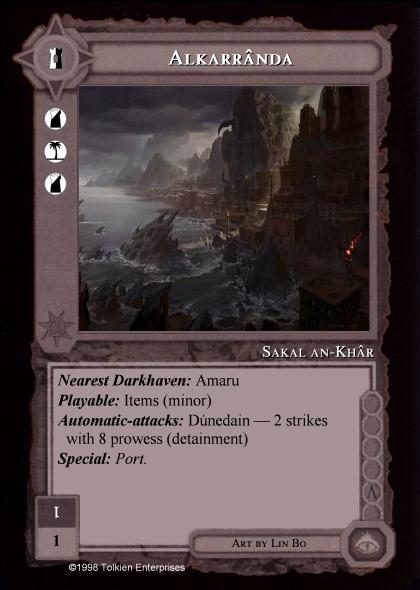 ALKARRÂNDA
SAKAL AN-KHÂR
Nearest Darkhaven: Amaru
Playable: Items (minor)
Automatic-attacks: Dúnedain — 2 strikes
with 8 prowess (detainment)
Special: Port.
I
1
ART BY LIN BO
©1998 Tolkien Enterprises